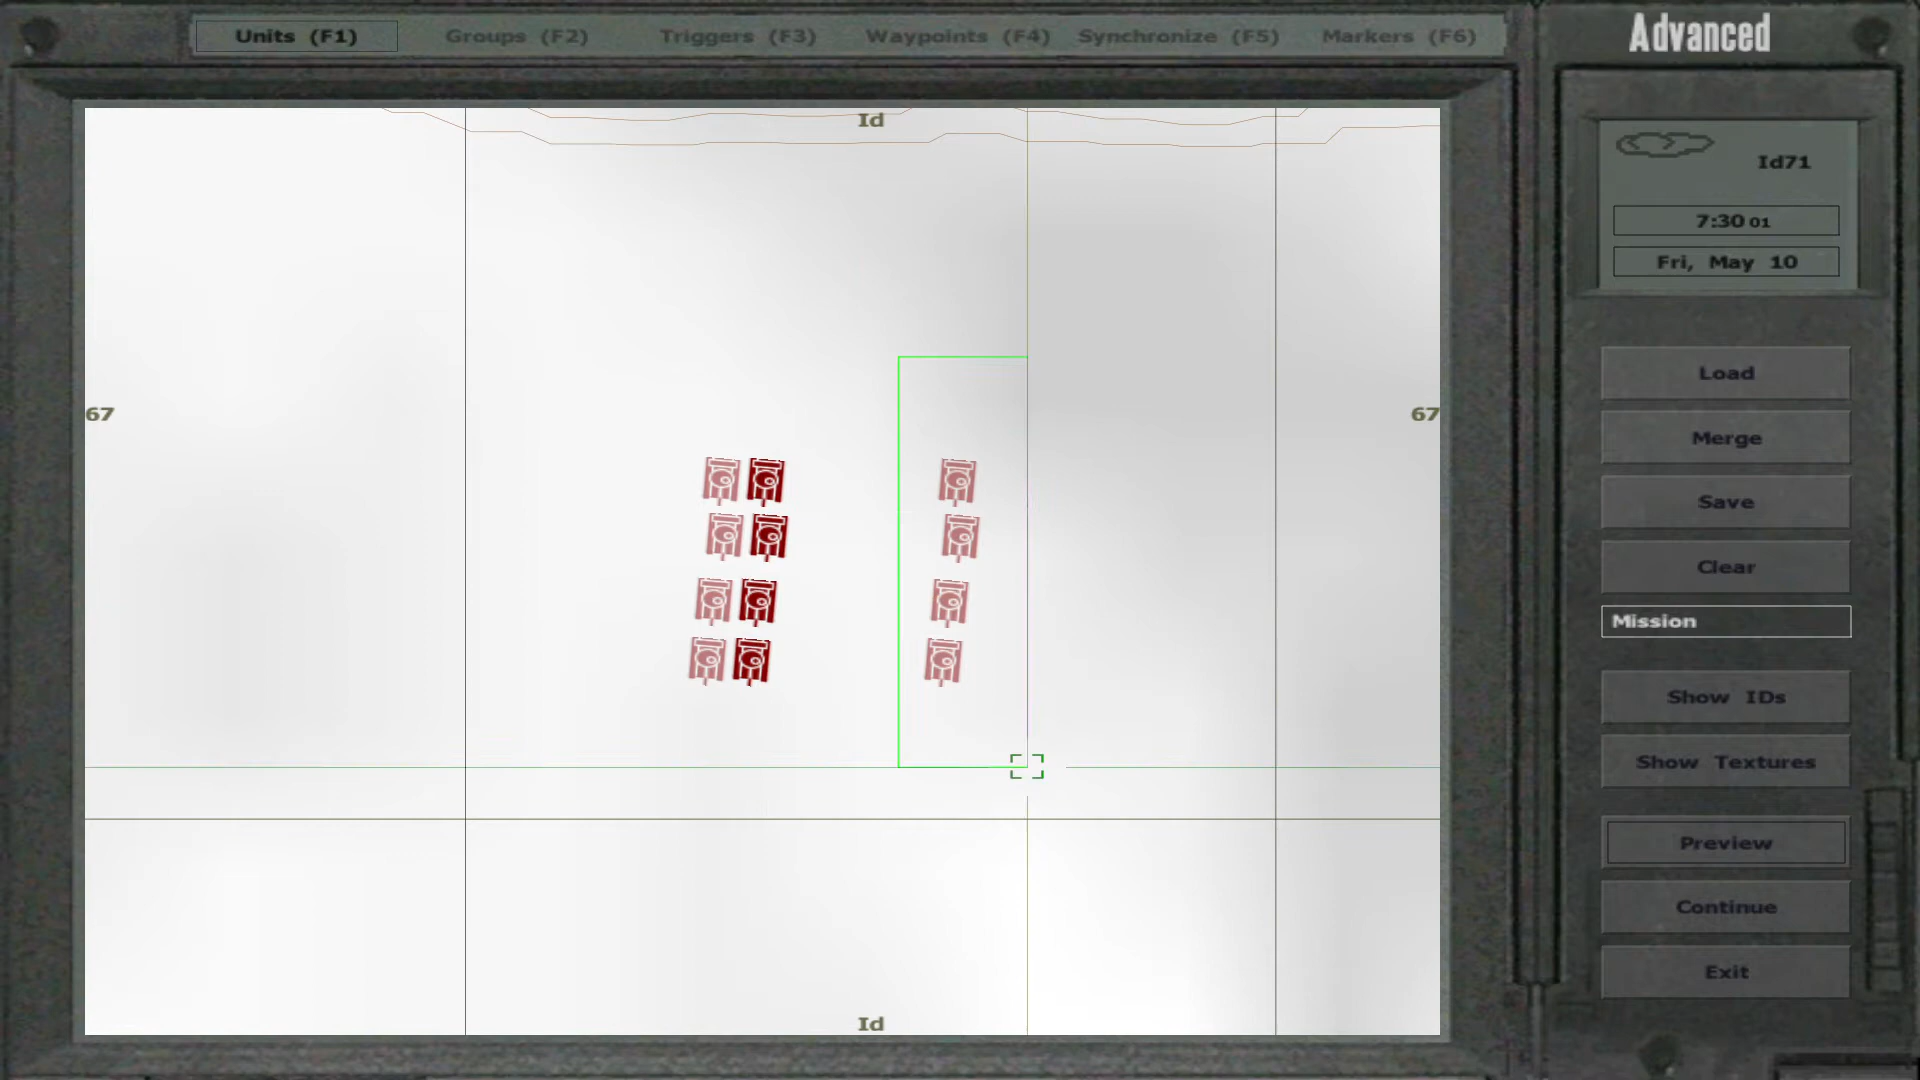 Units (F1) Groups (F2) Triggers (F3) Waypoints (F4) Synchronize (F5) Markers (F6)
Advanced
Id
Id71
7:30 01
Fri, May 10
67 67
Load
Merge
Save
Clear
Mission
Show IDs
Show Textures
Preview
Continue
Exit
Id